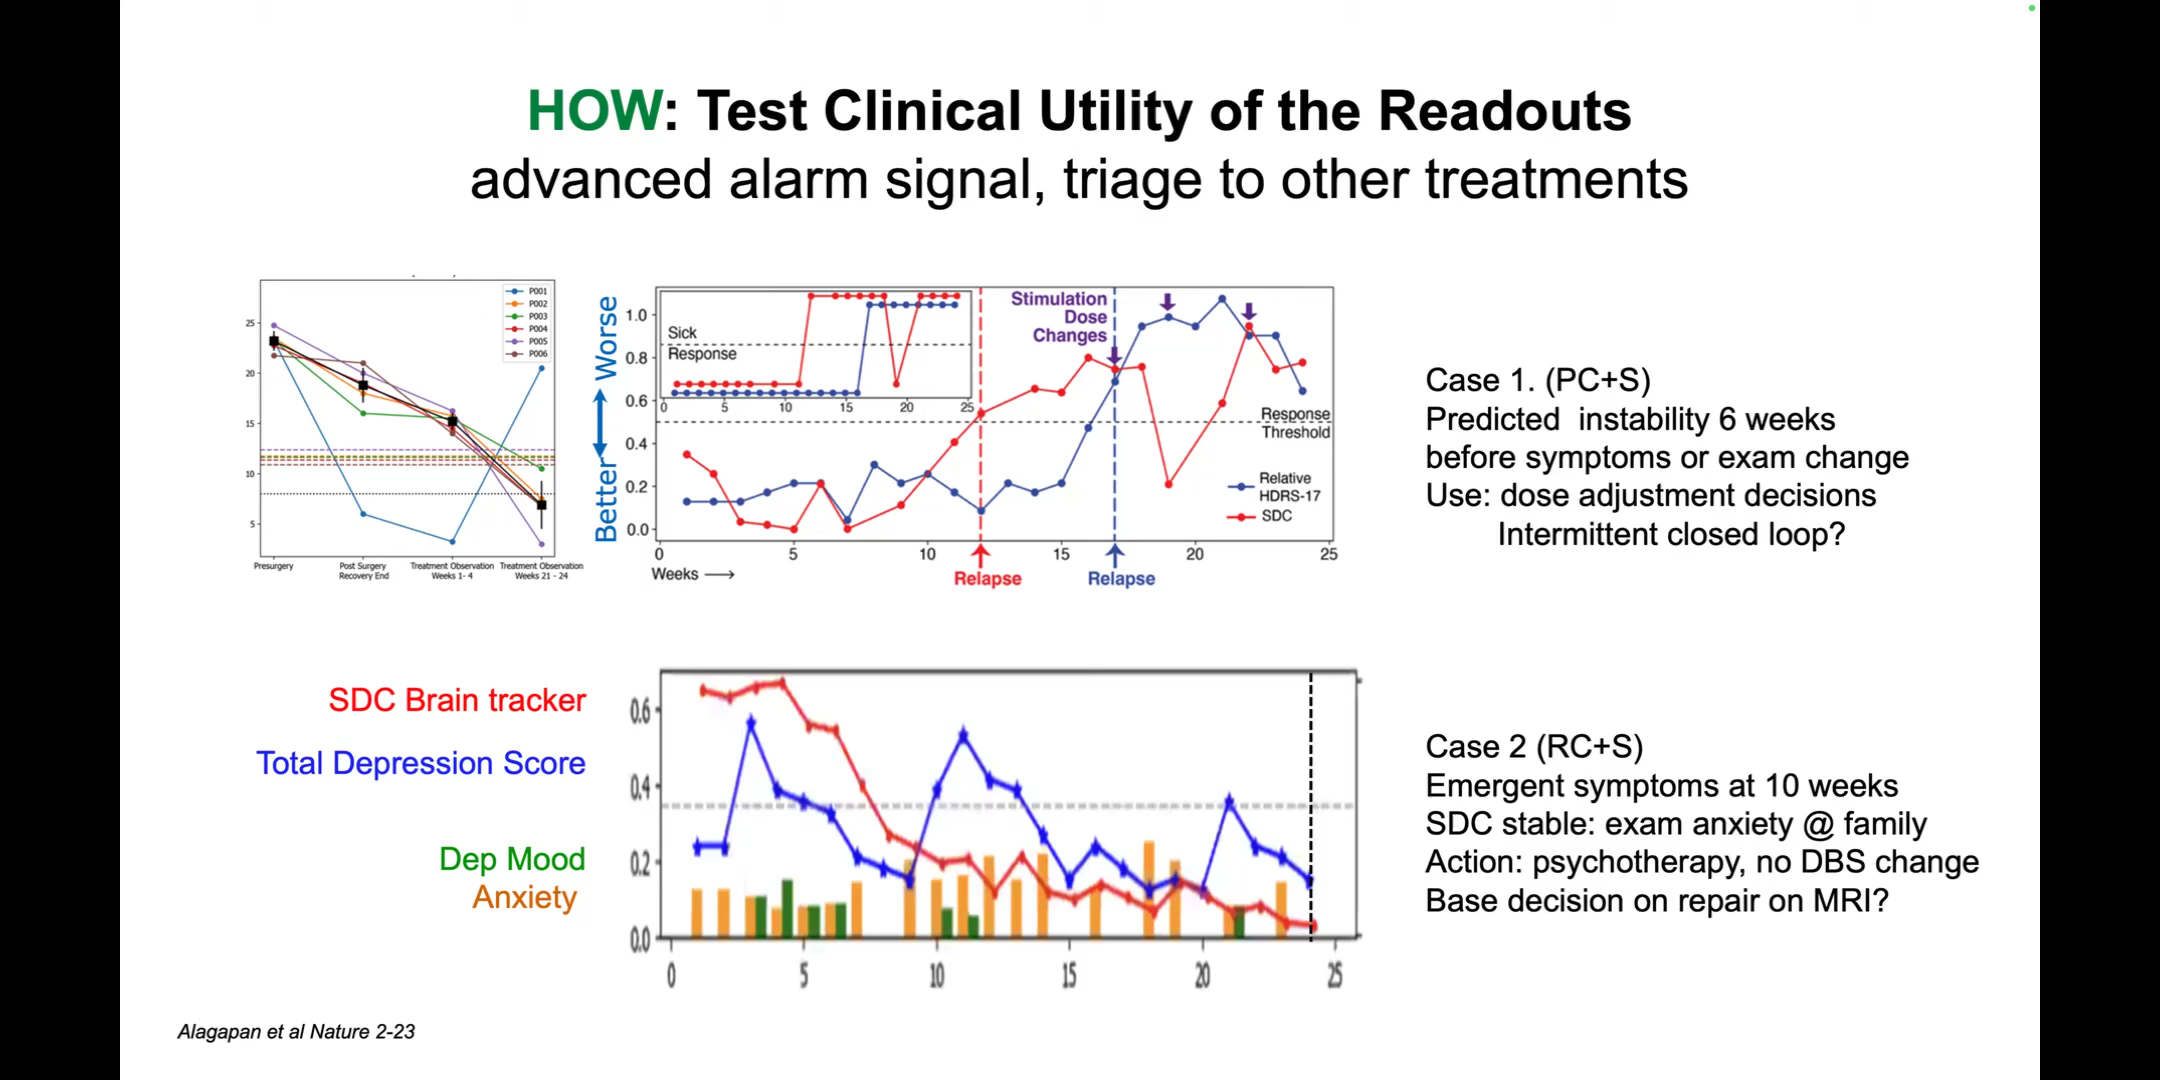 HOW: Test Clinical Utility of the Readouts
advanced alarm signal, triage to other treatments
P001
P002
P003
P004
P005
P006
25
20
15
10
5
Presurgery
Post Surgery
Recovery End
Treatment Observation
Weeks 1- 4
Treatment Observation
Weeks 21 - 24
Better
Worse
1.0
0.8
0.6
0.4
0.2
0.0
Sick
Response
0 5 10 15 20 25
Stimulation
Dose
Changes
Response
Threshold
Relative
HDRS-17
SDC
0 5 10 15 20 25
Weeks
Relapse
Relapse
Case 1. (PC+S)
Predicted instability 6 weeks
before symptoms or exam change
Use: dose adjustment decisions
Intermittent closed loop?
SDC Brain tracker
Total Depression Score
Dep Mood
Anxiety
0.6
0.4
0.2
0.0
0 5 10 15 20 25
Case 2 (RC+S)
Emergent symptoms at 10 weeks
SDC stable: exam anxiety @ family
Action: psychotherapy, no DBS change
Base decision on repair on MRI?
Alagapan et al Nature 2-23